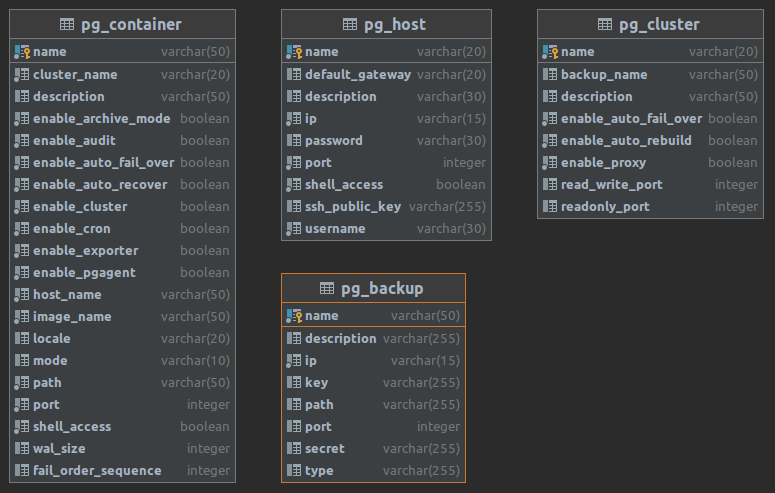 pg_container
name varchar(50)
cluster_name varchar(20)
description varchar(50)
enable_archive_mode boolean
enable_audit boolean
enable_auto_fail_over boolean
enable_auto_recover boolean
enable_cluster boolean
enable_cron boolean
enable_exporter boolean
enable_pgagent boolean
host_name varchar(50)
image_name varchar(50)
locale varchar(20)
mode varchar(10)
path varchar(50)
port integer
shell_access boolean
wal_size integer
fail_order_sequence integer
pg_host
name varchar(20)
default_gateway varchar(20)
description varchar(30)
ip varchar(15)
password varchar(30)
port integer
shell_access boolean
ssh_public_key varchar(255)
username varchar(30)
pg_cluster
name varchar(20)
backup_name varchar(50)
description varchar(50)
enable_auto_fail_over boolean
enable_auto_rebuild boolean
enable_proxy boolean
read_write_port integer
readonly_port integer
pg_backup
name varchar(50)
description varchar(255)
ip varchar(15)
key varchar(255)
path varchar(255)
port integer
secret varchar(255)
type varchar(255)